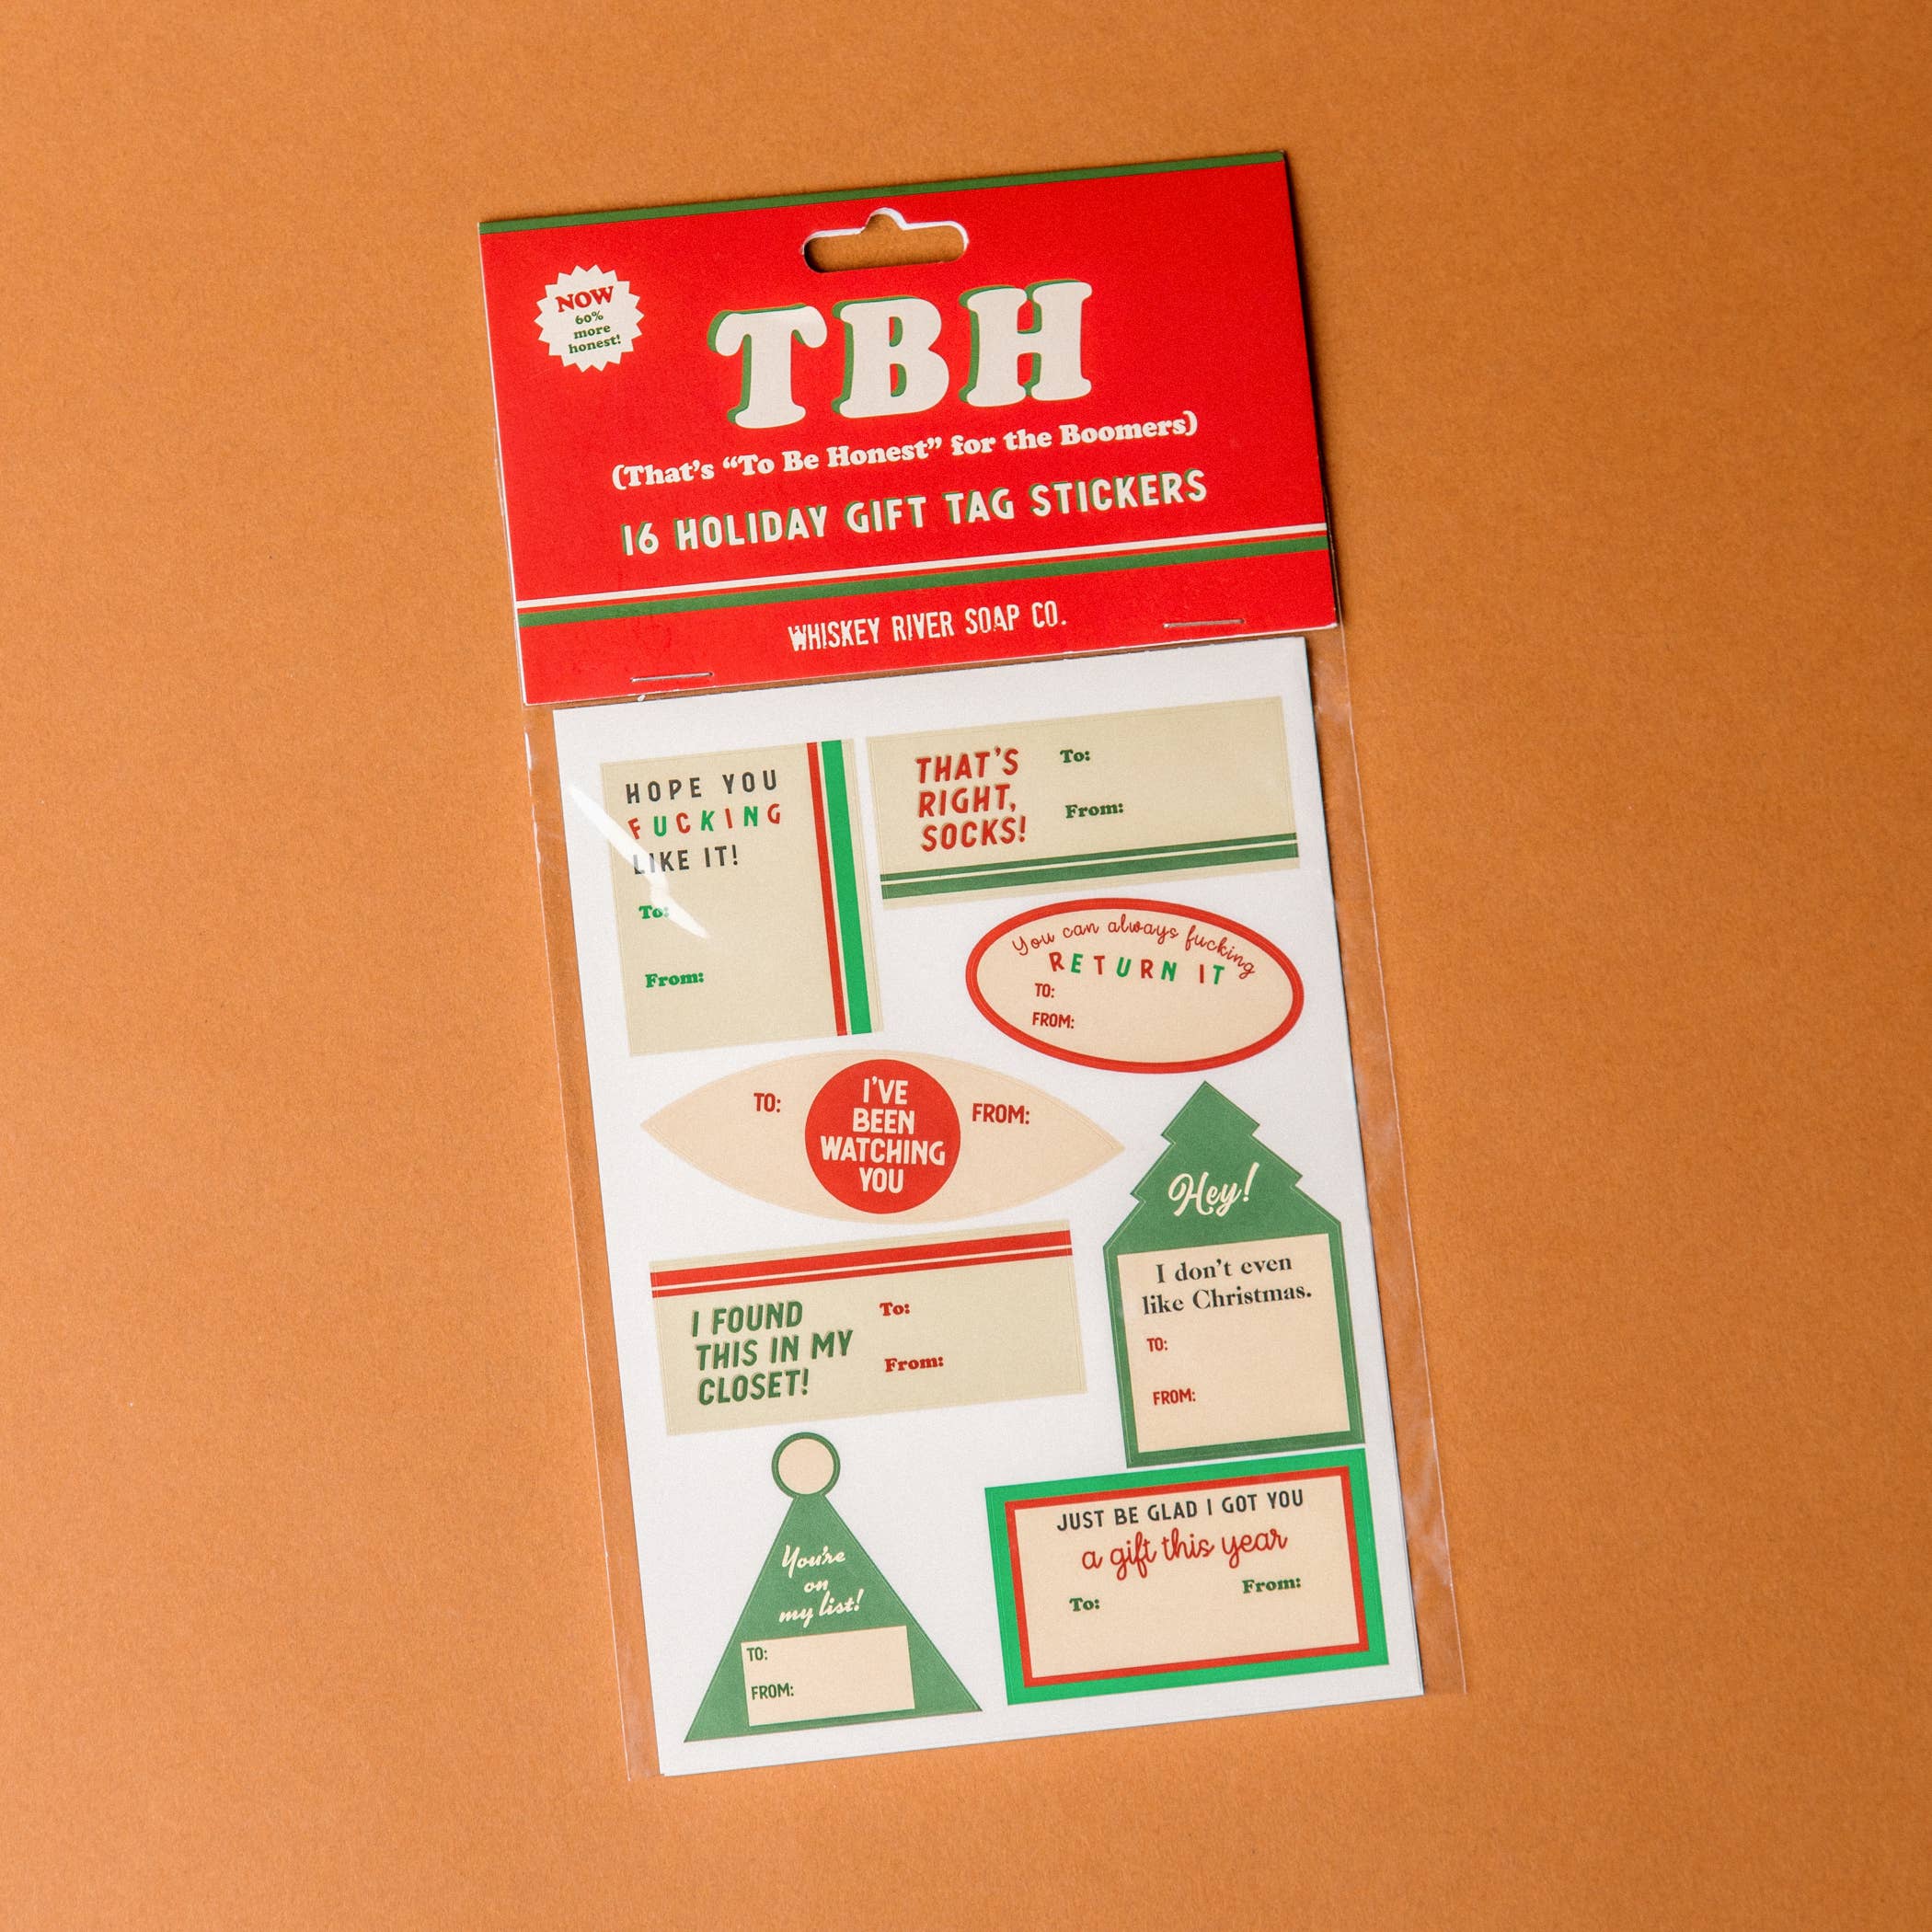 NOW
60%
more
honest!
TBH
(That's “To Be Honest” for the Boomers)
16 HOLIDAY GIFT TAG STICKERS
WHISKEY RIVER SOAP CO.
HOPE YOU
FUCKING
LIKE IT!
To:
From:
THAT'S
RIGHT,
SOCKS!
To:
From:
You can always fucking
RETURN IT
TO:
FROM:
TO:
I'VE
BEEN
WATCHING
YOU
FROM:
Hey!
I don't even
like Christmas.
TO:
FROM:
I FOUND
THIS IN MY
CLOSET!
To:
From:
You're
on
my list!
TO:
FROM:
JUST BE GLAD I GOT YOU
a gift this year
To:
From: